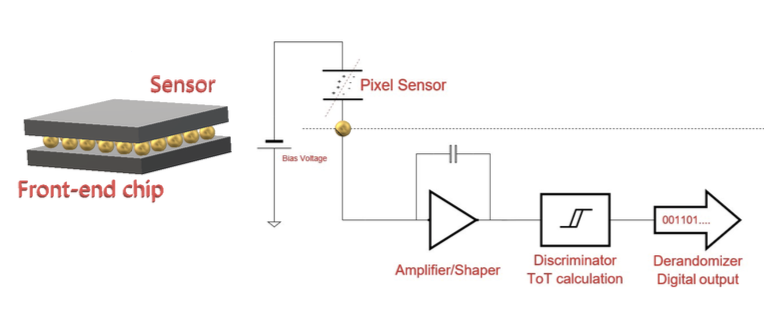 Sensor
Front-end chip
Pixel Sensor
Bias Voltage
Amplifier/Shaper
Discriminator
ToT calculation
001101....
Derandomizer
Digital output